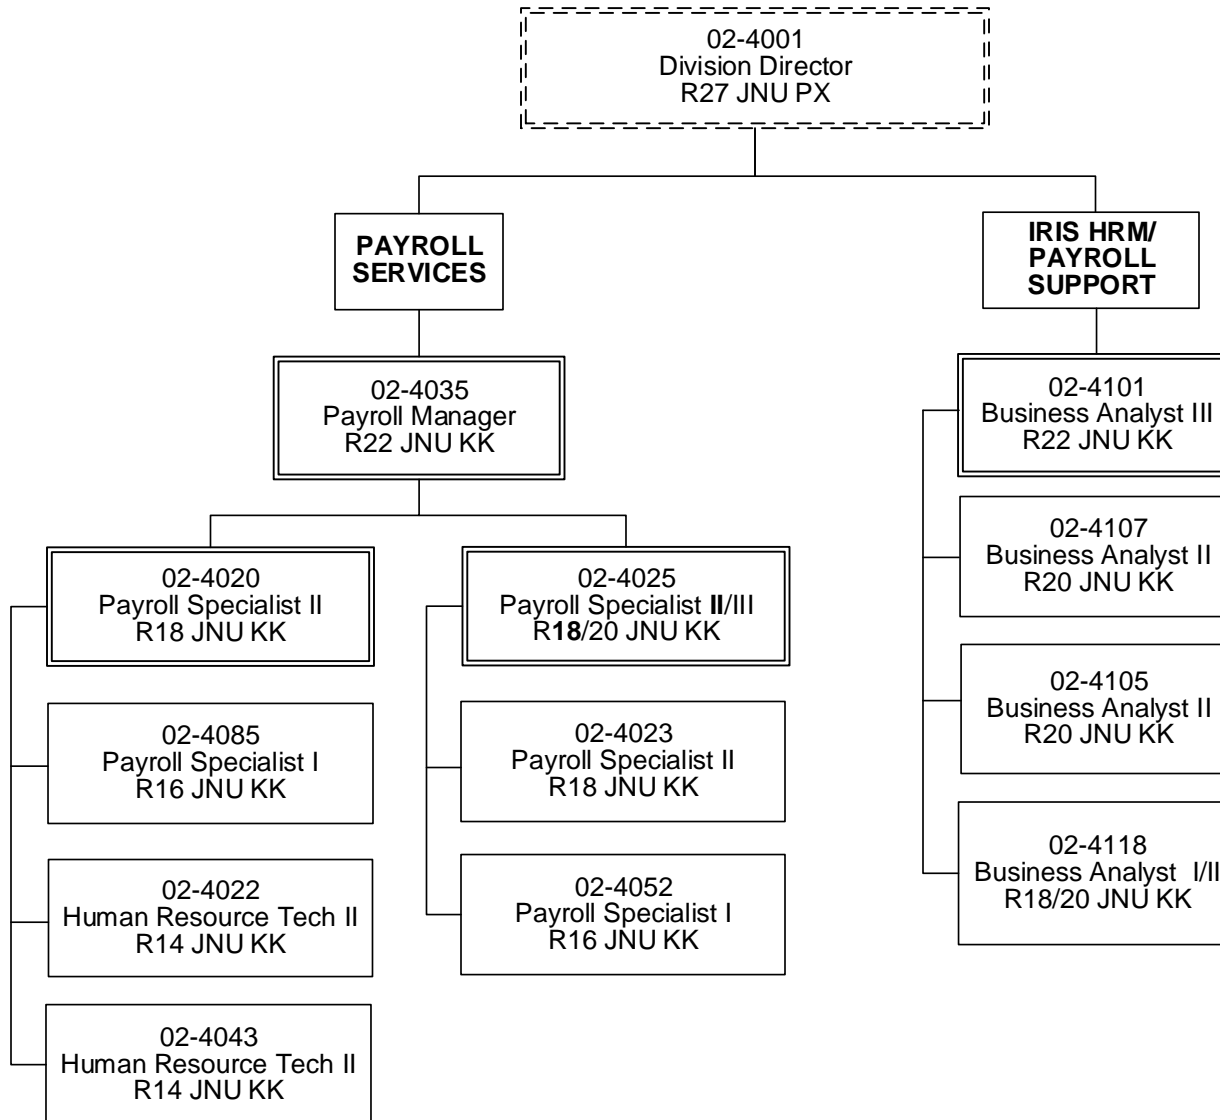 02-4001
Division Director
R27 JNU PX
PAYROLL
SERVICES
IRIS HRM/
PAYROLL
SUPPORT
02-4035
Payroll Manager
R22 JNU KK
02-4101
Business Analyst III
R22 JNU KK
02-4020
Payroll Specialist II
R18 JNU KK
02-4025
Payroll Specialist II/III
R18/20 JNU KK
02-4107
Business Analyst II
R20 JNU KK
02-4085
Payroll Specialist I
R16 JNU KK
02-4023
Payroll Specialist II
R18 JNU KK
02-4105
Business Analyst II
R20 JNU KK
02-4022
Human Resource Tech II
R14 JNU KK
02-4052
Payroll Specialist I
R16 JNU KK
02-4118
Business Analyst I/II
R18/20 JNU KK
02-4043
Human Resource Tech II
R14 JNU KK